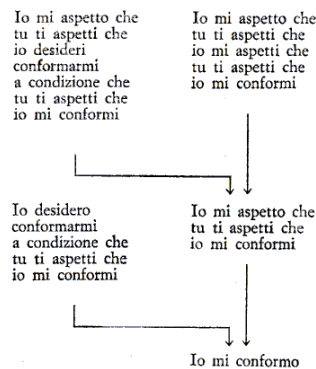 Io mi aspetto che
tu ti aspetti che
io desideri
conformarmi
a condizione che
tu ti aspetti che
io mi conformi
Io mi aspetto che
tu ti aspetti che
io mi aspetti che
tu ti aspetti che
io mi conformi
Io desidero
conformarmi
a condizione che
tu ti aspetti che
io mi conformi
Io mi aspetto che
tu ti aspetti che
io mi conformi
Io mi conformo